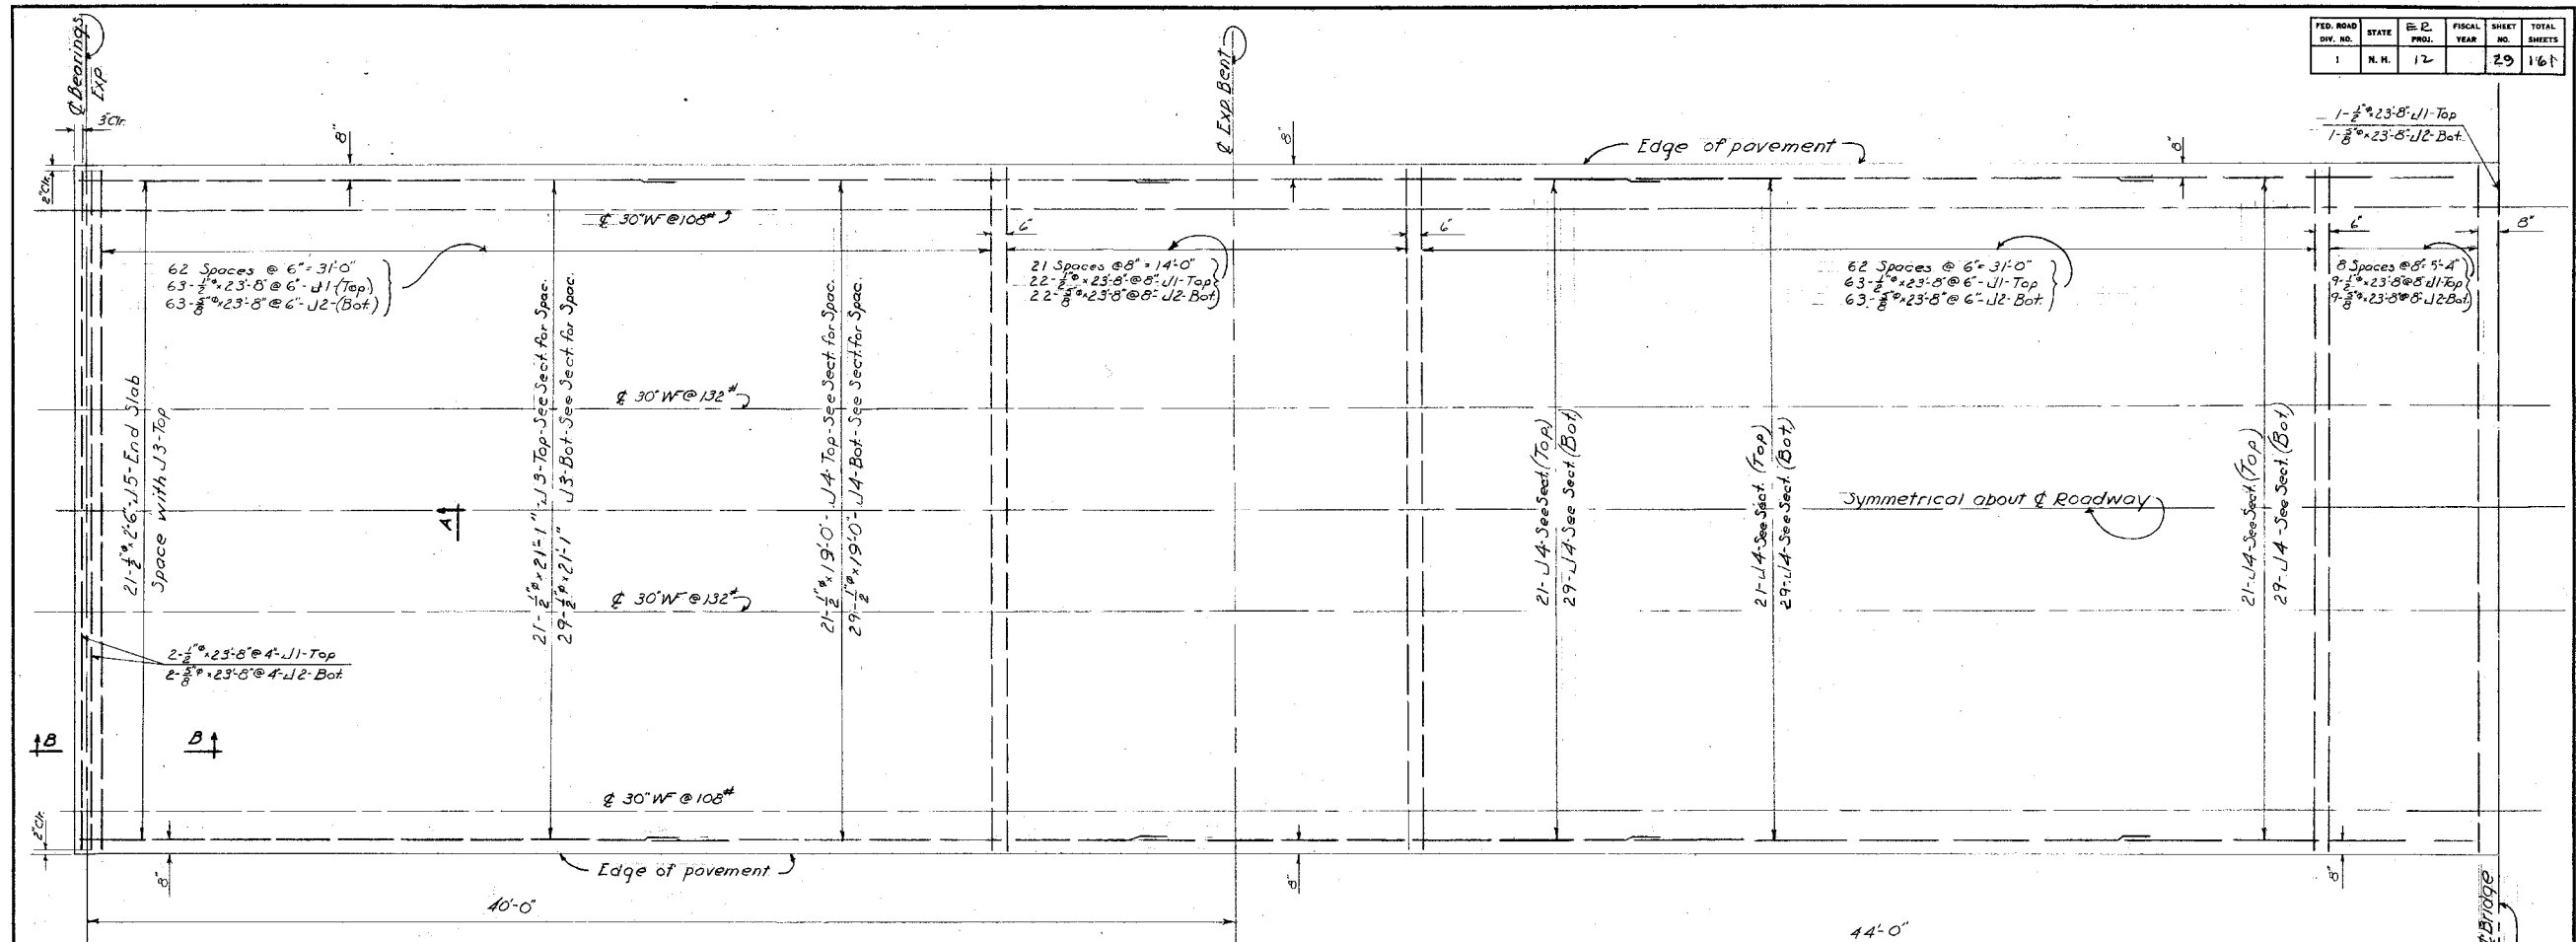 FED. ROAD DIV. NO.
STATE
E.R. PROJ.
FISCAL YEAR
SHEET NO.
TOTAL SHEETS
1
N. H.
12
29
161
℄ Bearings
Exp.
3"Clr.
8"
℄ Exp. Bent
8"
Edge of pavement
8"
1-½"ᶲ×23'-8"-J1-Top
1-⅝"ᶲ×23'-8"-J2-Bot.
2"Clr.
℄ 30"WF@108#
6"
6"
6"
8"
62 Spaces @ 6"= 31'-0"
63-½"ᶲ×23'-8"@ 6"-J1 (Top)
63-⅝"ᶲ×23'-8"@ 6"-J2-(Bot.)
21 Spaces @8" = 14'-0"
22-½"ᶲ×23'-8"@8"-J1-Top
22-⅝"ᶲ×23'-8"@8"-J2-Bot.
62 Spaces @ 6"= 31'-0"
63-½"ᶲ×23'-8"@ 6"-J1-Top
63-⅝"ᶲ×23'-8"@ 6"-J2-Bot.
8 Spaces @8"= 5'-4"
9-½"ᶲ×23'-8"@8"-J1-Top
9-⅝"ᶲ×23'-8"@8"-J2-Bot.
21-½"ᶲ×2'-6"-J5-End Slab
Space with J3-Top
21-½"ᶲ×21'-1"-J3-Top-See Sect. for Spac.
29-½"ᶲ×21'-1" J3-Bot-See Sect. for Spac.
21-½"ᶲ×19'-0"-J4-Top-See Sect. for Spac.
29-½"ᶲ×19'-0"-J4-Bot-See Sect. for Spac.
21-J4-See Sect. (Top)
29-J4-See Sect. (Bot.)
21-J4-See Sect. (Top)
29-J4-See Sect. (Bot.)
21-J4-See Sect. (Top)
29-J4-See Sect. (Bot.)
℄ 30"WF@132#
A
Symmetrical about ℄ Roadway
℄ 30"WF@132#
2-½"ᶲ×23'-8"@4"-J1-Top
2-⅝"ᶲ×23'-8"@4"-J2-Bot.
B
B
℄ 30"WF@108#
2"Clr.
8"
Edge of pavement
8"
8"
40'-0"
44'-0"
℄ Bridge